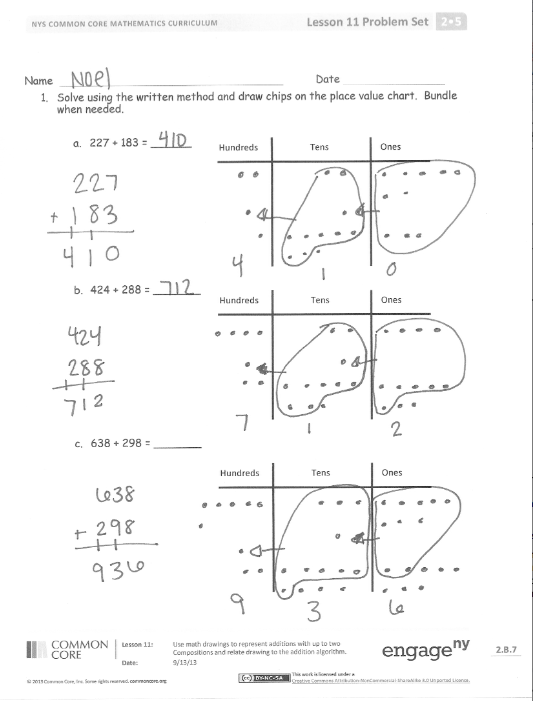 NYS COMMON CORE MATHEMATICS CURRICULUM Lesson 11 Problem Set 2•5
Name Noel Date
1. Solve using the written method and draw chips on the place value chart. Bundle
when needed.
a. 227 + 183 = 410
Hundreds Tens Ones
227
+ 183
410
4 1 0
b. 424 + 288 = 712
Hundreds Tens Ones
424
288
712
7 1 2
c. 638 + 298 =
Hundreds Tens Ones
638
+ 298
936
9 3 6
COMMON CORE
Lesson 11: Use math drawings to represent additions with up to two
Compositions and relate drawing to the addition algorithm.
Date: 9/13/13
engageny 2.B.7
© 2013 Common Core, Inc. Some rights reserved. commoncore.org
CC BY-NC-SA This work is licensed under a
Creative Commons Attribution-NonCommercial-ShareAlike 3.0 Unported License.